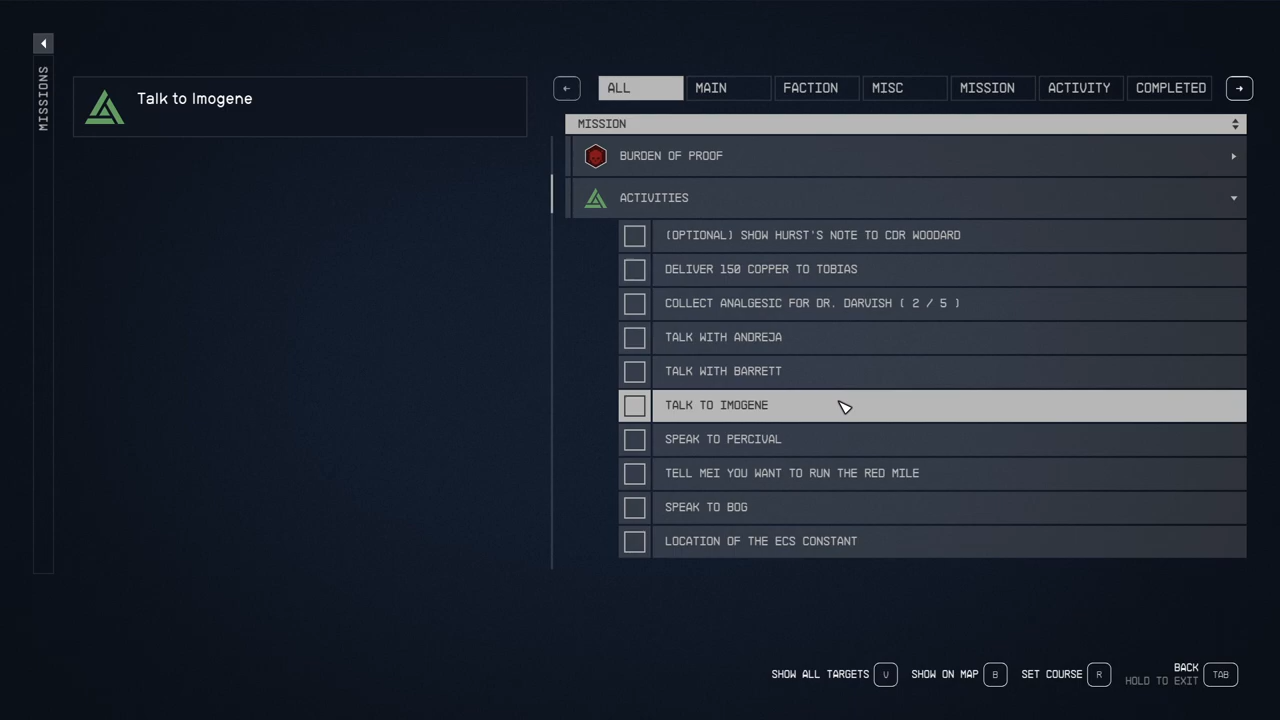 MISSIONS
Talk to Imogene
ALL MAIN FACTION MISC MISSION ACTIVITY COMPLETED
MISSION
BURDEN OF PROOF
ACTIVITIES
(OPTIONAL) SHOW HURST'S NOTE TO CDR WOODARD
DELIVER 150 COPPER TO TOBIAS
COLLECT ANALGESIC FOR DR. DARVISH ( 2 / 5 )
TALK WITH ANDREJA
TALK WITH BARRETT
TALK TO IMOGENE
SPEAK TO PERCIVAL
TELL MEI YOU WANT TO RUN THE RED MILE
SPEAK TO BOG
LOCATION OF THE ECS CONSTANT
SHOW ALL TARGETS V SHOW ON MAP B SET COURSE R BACK TAB
HOLD TO EXIT